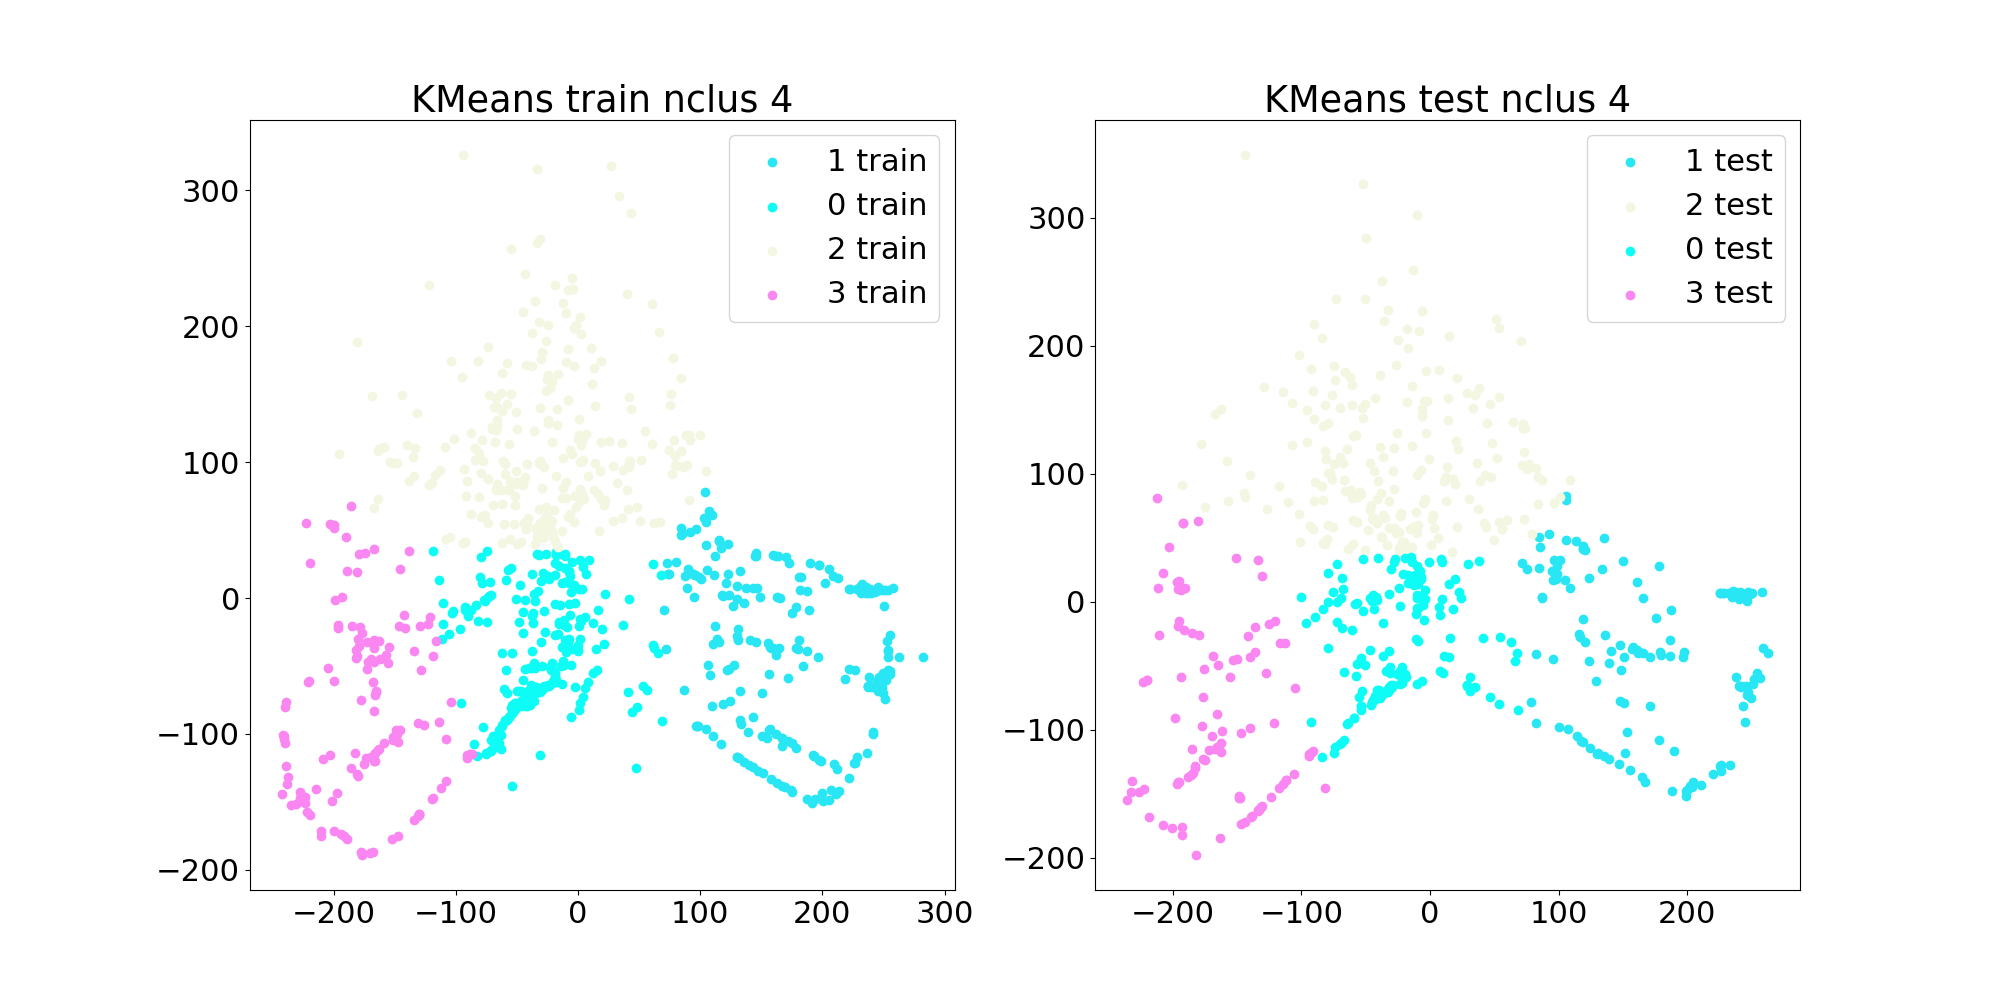 KMeans train nclus 4
1 train
0 train
2 train
3 train
300
200
100
0
−100
−200
−200 −100 0 100 200 300
KMeans test nclus 4
1 test
2 test
0 test
3 test
300
200
100
0
−100
−200
−200 −100 0 100 200